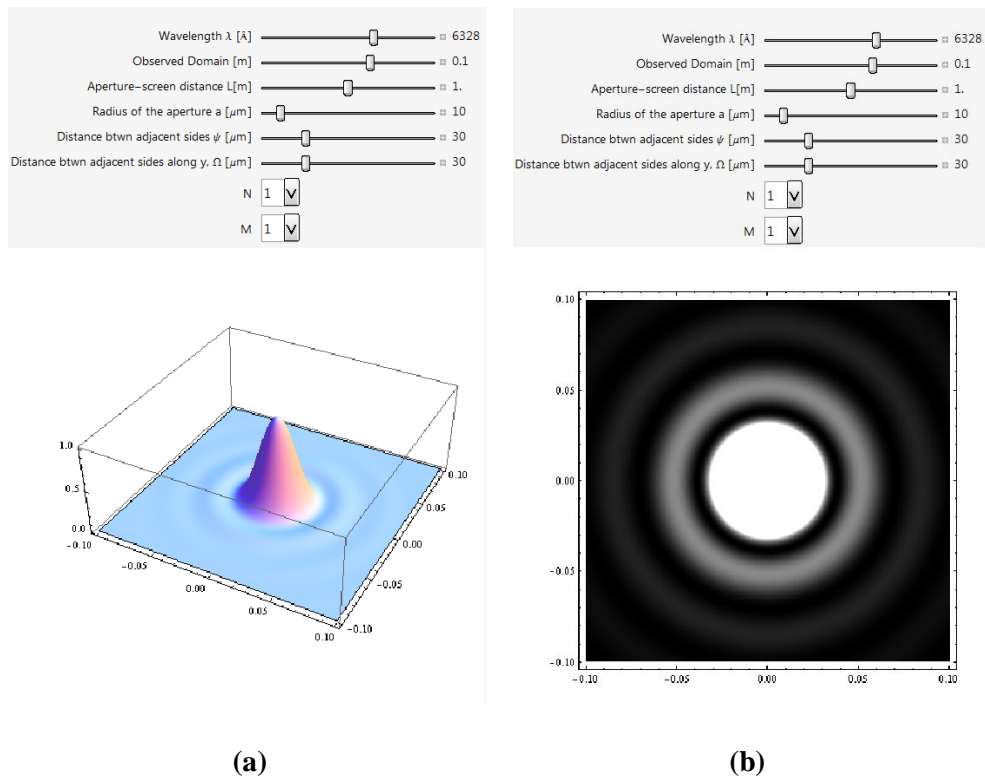 Wavelength λ [Å] 6328
Observed Domain [m] 0.1
Aperture-screen distance L[m] 1.
Radius of the aperture a [μm] 10
Distance btwn adjacent sides ψ [μm] 30
Distance btwn adjacent sides along y, Ω [μm] 30
N 1
M 1
1.0
0.5
0.0
-0.10
-0.05
0.00
0.05
0.10
-0.10
-0.05
0.00
0.05
0.10
(a)
Wavelength λ [Å] 6328
Observed Domain [m] 0.1
Aperture-screen distance L[m] 1.
Radius of the aperture a [μm] 10
Distance btwn adjacent sides ψ [μm] 30
Distance btwn adjacent sides along y, Ω [μm] 30
N 1
M 1
0.10
0.05
0.00
-0.05
-0.10
-0.10 -0.05 0.00 0.05 0.10
(b)